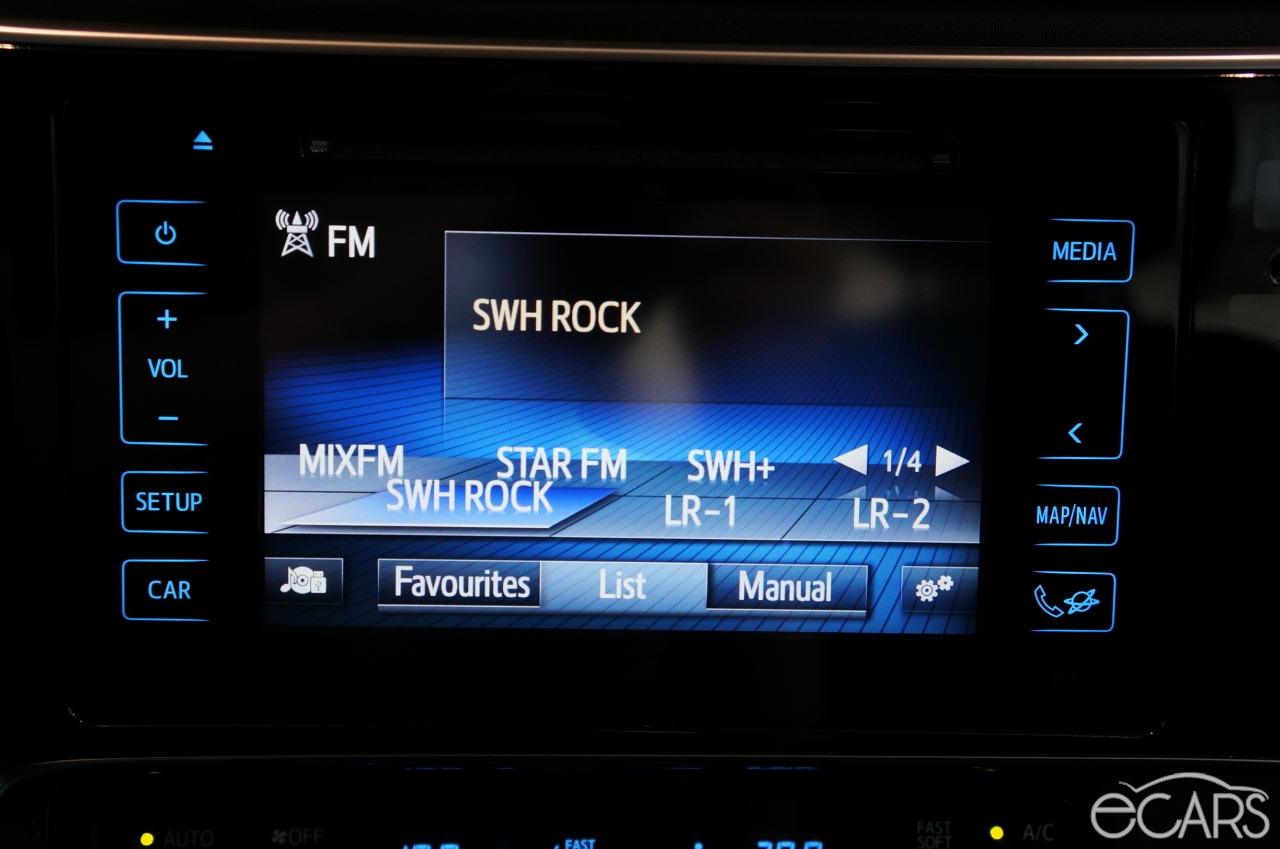 FM
SWH ROCK
MEDIA
+
VOL
-
MIXFM STAR FM SWH+ 1/4
SWH ROCK LR-1 LR-2
SETUP
MAP/NAV
CAR
Favourites List Manual
AUTO OFF FAST A/C
FAST
SOFT
eCARS